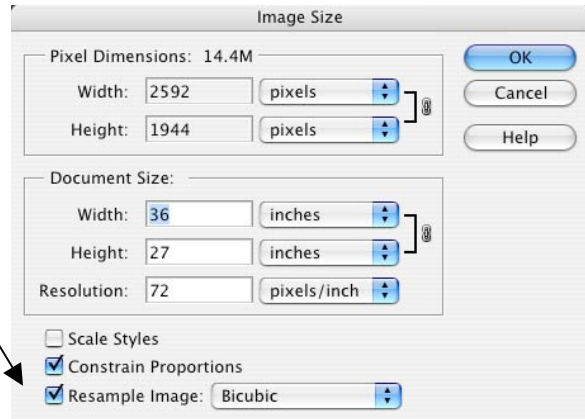 Image Size
Pixel Dimensions: 14.4M
Width: 2592 pixels
Height: 1944 pixels
Document Size:
Width: 36 inches
Height: 27 inches
Resolution: 72 pixels/inch
Scale Styles
Constrain Proportions
Resample Image: Bicubic
OK
Cancel
Help